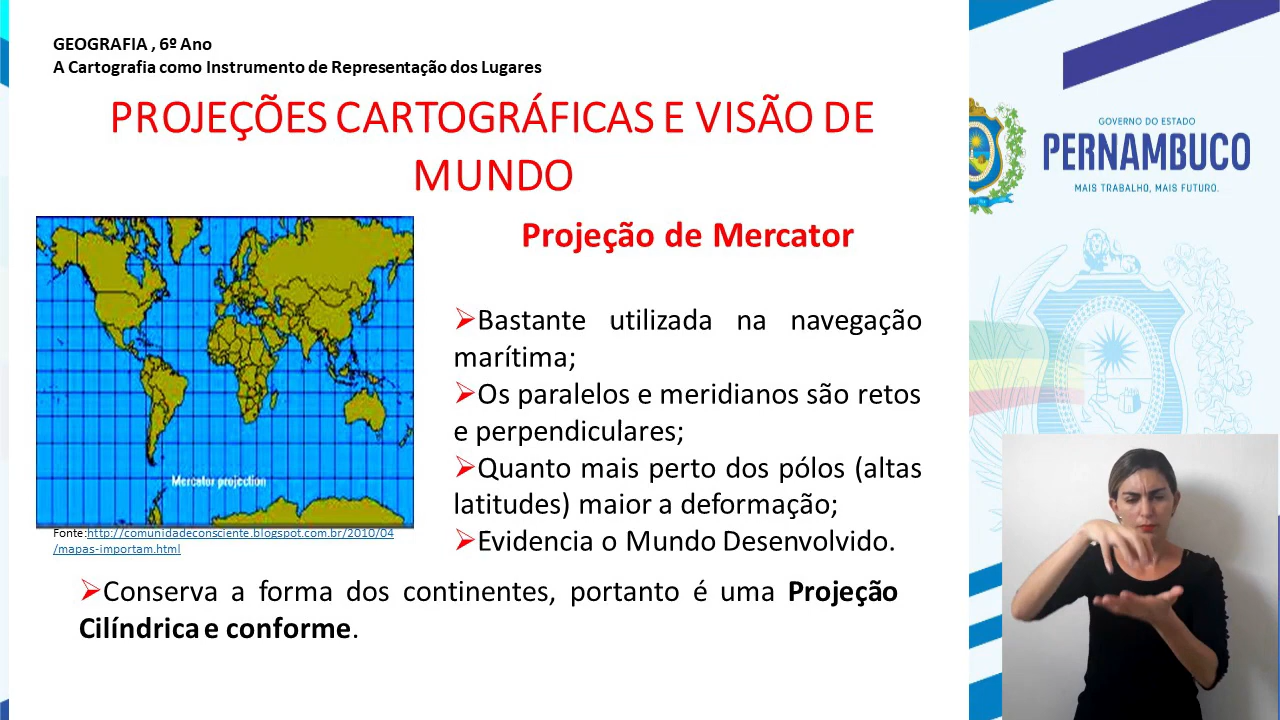 GEOGRAFIA , 6º Ano
A Cartografia como Instrumento de Representação dos Lugares
PROJEÇÕES CARTOGRÁFICAS E VISÃO DE
MUNDO
GOVERNO DO ESTADO
PERNAMBUCO
MAIS TRABALHO, MAIS FUTURO.
Projeção de Mercator
➢Bastante utilizada na navegação
marítima;
➢Os paralelos e meridianos são retos
e perpendiculares;
➢Quanto mais perto dos pólos (altas
latitudes) maior a deformação;
➢Evidencia o Mundo Desenvolvido.
Mercator projection
Fonte:http://comunidadeconsciente.blogspot.com.br/2010/04
/mapas-importam.html
➢Conserva a forma dos continentes, portanto é uma Projeção
Cilíndrica e conforme.